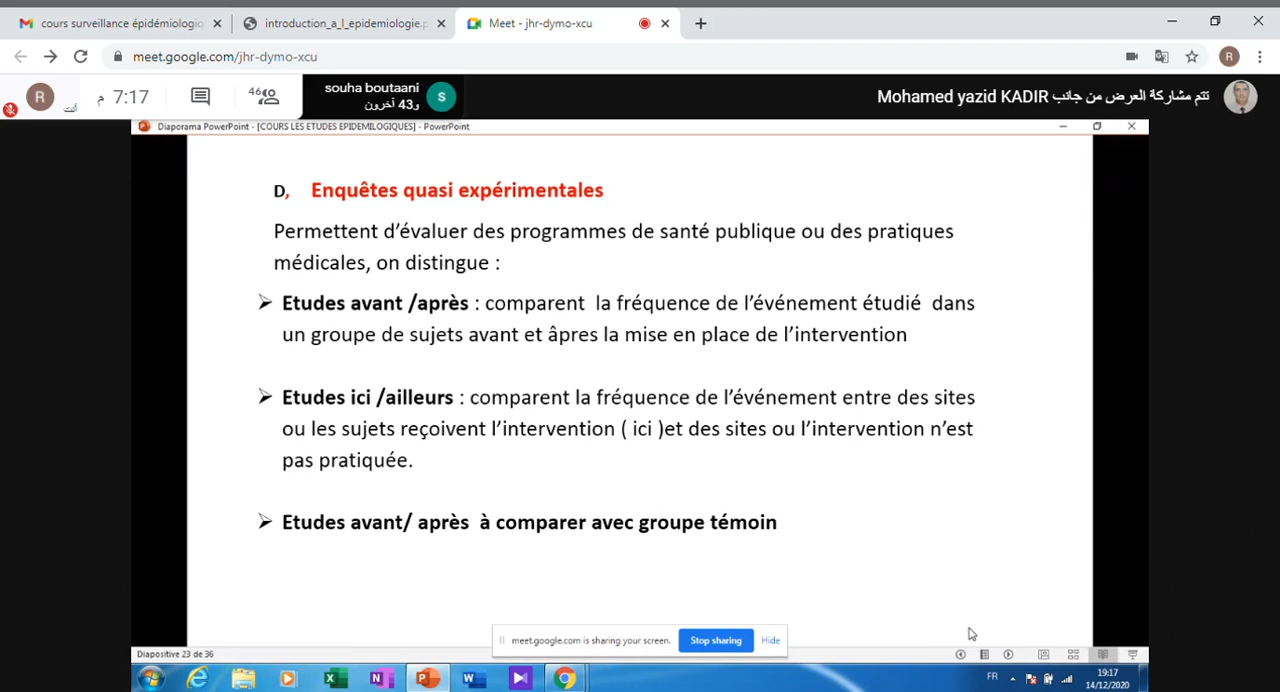 cours surveillance épidémiologi
introduction_a_l_epidemiologie.p
Meet - jhr-dymo-xcu
meet.google.com/jhr-dymo-xcu
R
R
أنت
7:17 م
46
souha boutaani
و43 آخرون
S
تتم مشاركة العرض من جانب Mohamed yazid KADIR
Diaporama PowerPoint - [COURS LES ETUDES EPIDEMILOGIQUES] - PowerPoint
D, Enquêtes quasi expérimentales
Permettent d’évaluer des programmes de santé publique ou des pratiques
médicales, on distingue :
Etudes avant /après : comparent la fréquence de l’événement étudié dans
un groupe de sujets avant et âpres la mise en place de l’intervention
Etudes ici /ailleurs : comparent la fréquence de l’événement entre des sites
ou les sujets reçoivent l’intervention ( ici )et des sites ou l’intervention n’est
pas pratiquée.
Etudes avant/ après à comparer avec groupe témoin
meet.google.com is sharing your screen.
Stop sharing
Hide
Diapositive 23 de 36
FR
19:17
14/12/2020